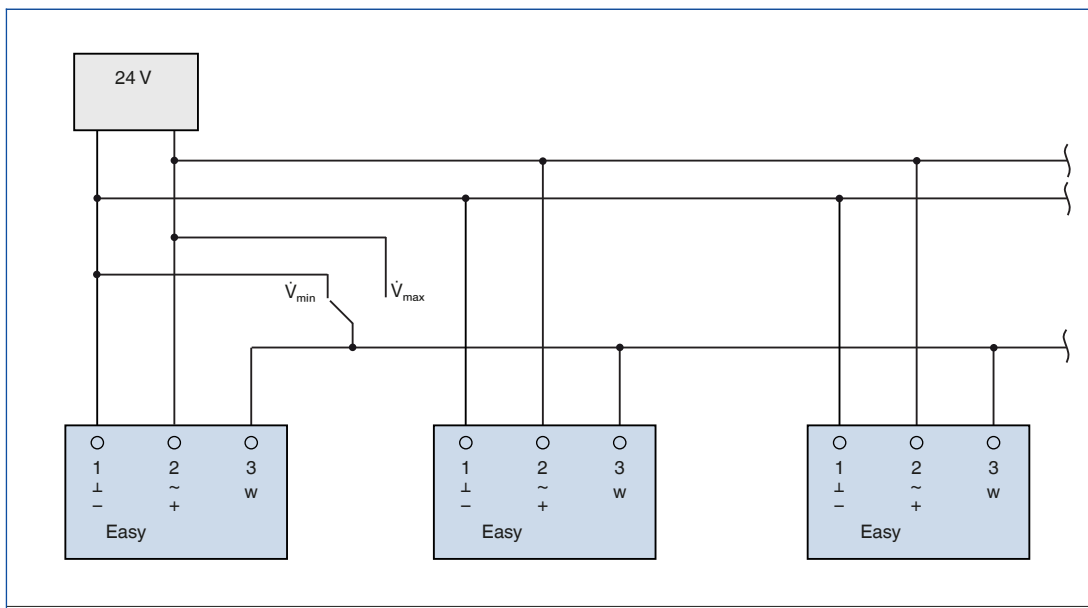 24 V
V̇min
V̇max
1 2 3
⊥ ~ w
– +
Easy
1 2 3
⊥ ~ w
– +
Easy
1 2 3
⊥ ~ w
– +
Easy